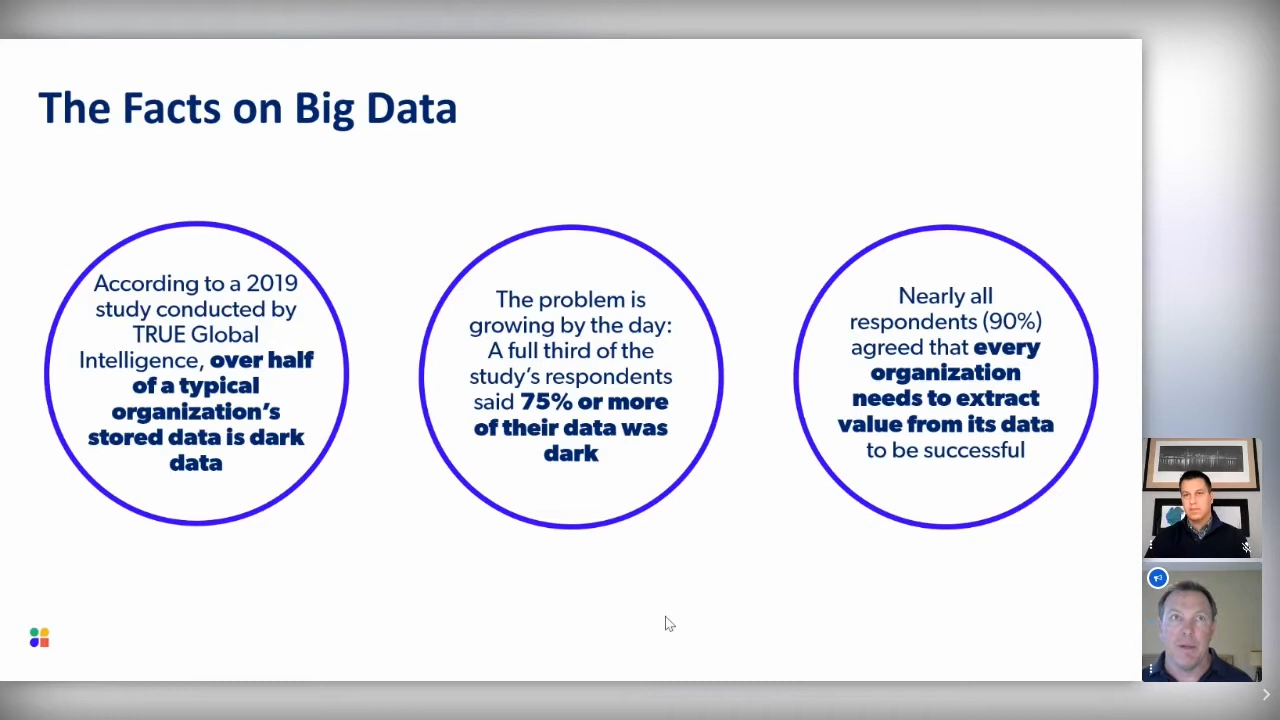 The Facts on Big Data
According to a 2019
study conducted by
TRUE Global
Intelligence, over half
of a typical
organization’s
stored data is dark
data
The problem is
growing by the day:
A full third of the
study’s respondents
said 75% or more
of their data was
dark
Nearly all
respondents (90%)
agreed that every
organization
needs to extract
value from its data
to be successful